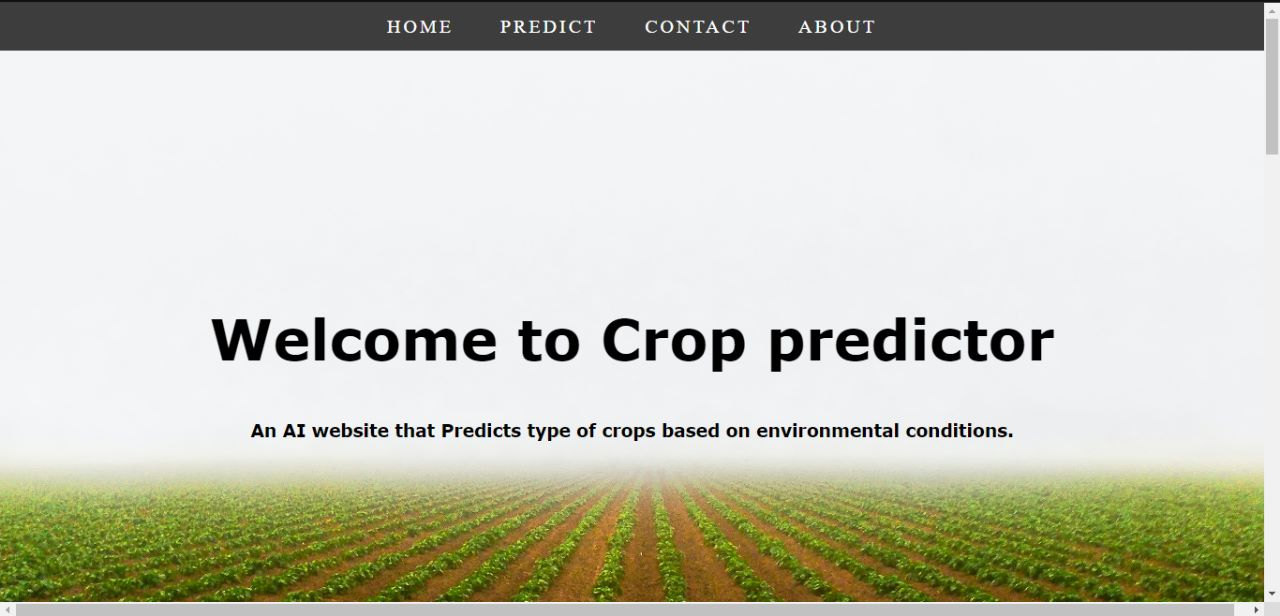 HOME PREDICT CONTACT ABOUT
Welcome to Crop predictor
An AI website that Predicts type of crops based on environmental conditions.